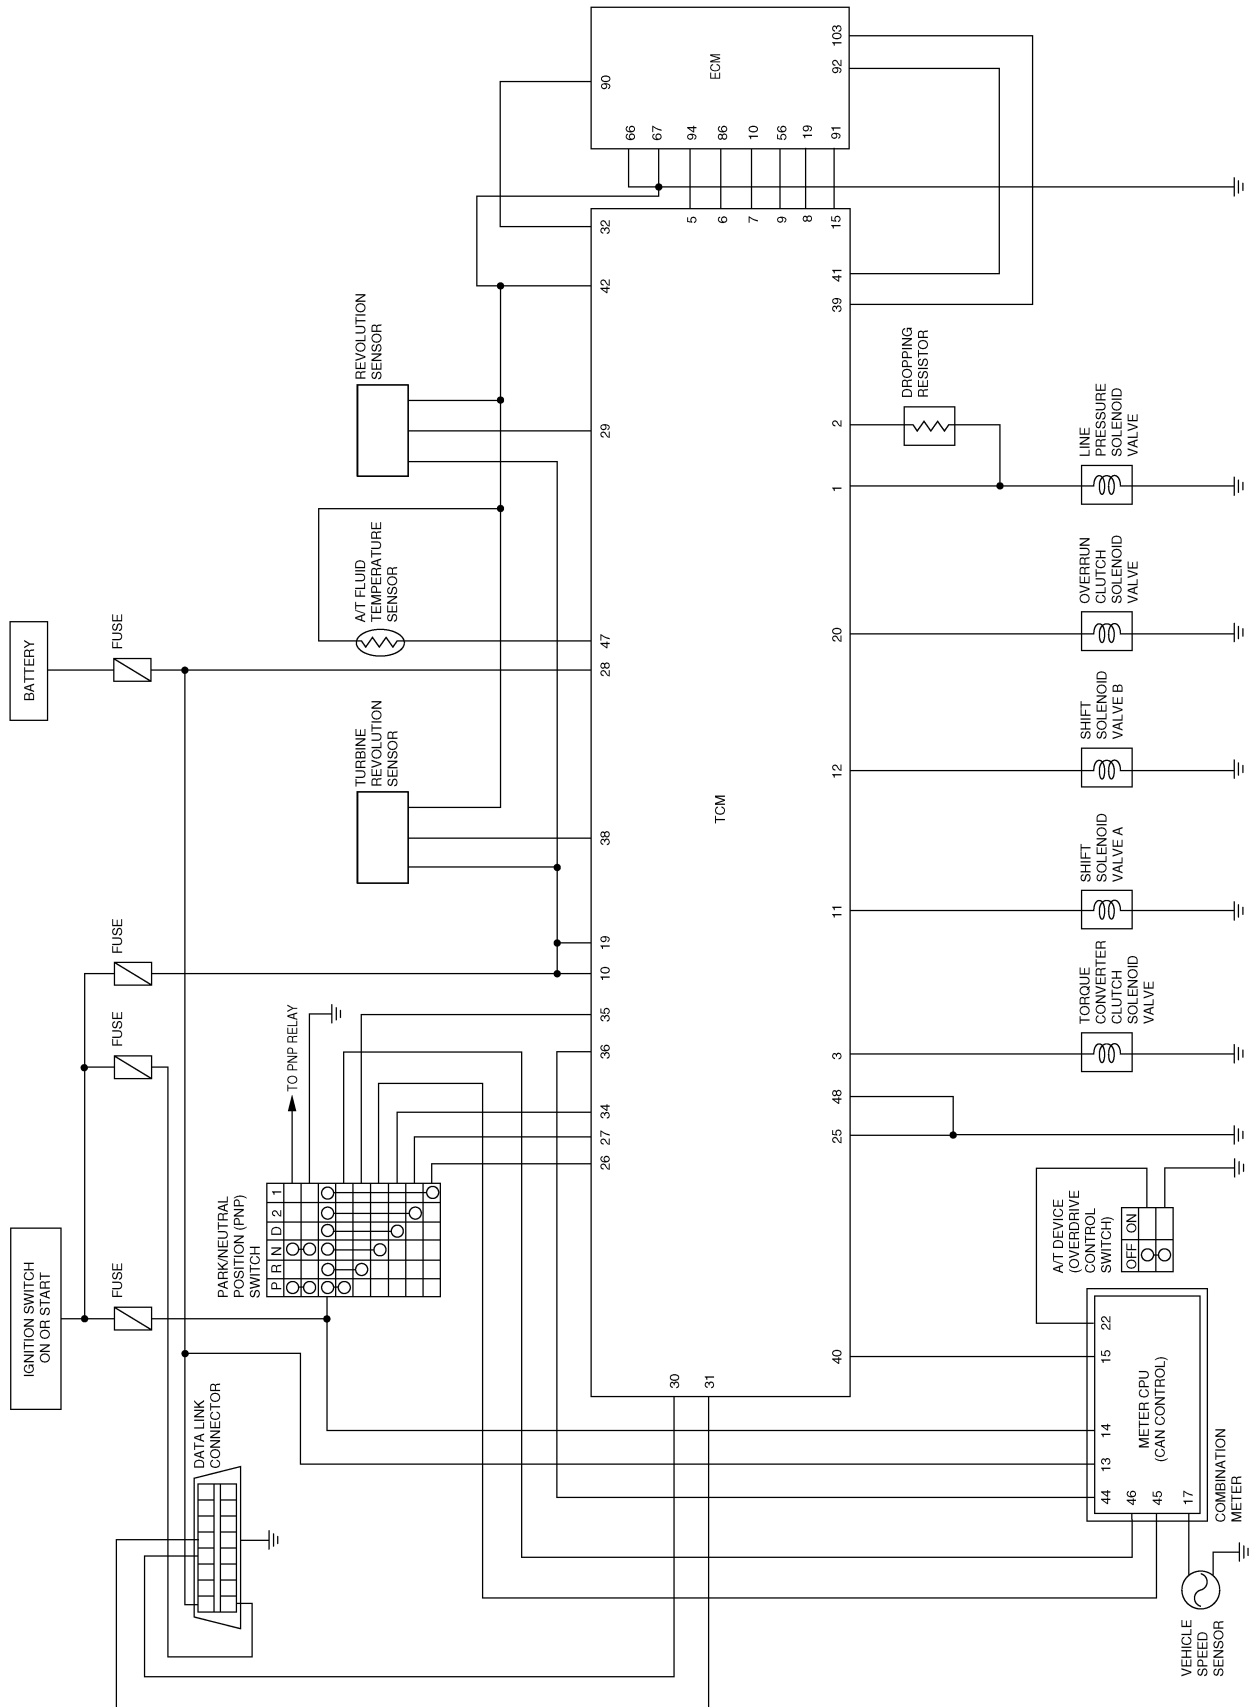 BATTERY
FUSE
IGNITION SWITCH
ON OR START
FUSE
FUSE
FUSE
DATA LINK
CONNECTOR
PARK/NEUTRAL
POSITION (PNP)
SWITCH
P R N D 2 1
TO PNP RELAY
TURBINE
REVOLUTION
SENSOR
A/T FLUID
TEMPERATURE
SENSOR
REVOLUTION
SENSOR
ECM
90
66
67
94
86
10
56
19
91
103
92
TCM
30
31
26
27
34
36
35
10
19
38
28
47
29
42
32
5
6
7
9
8
15
41
39
2
1
20
12
11
3
48
25
40
DROPPING
RESISTOR
LINE
PRESSURE
SOLENOID
VALVE
OVERRUN
CLUTCH
SOLENOID
VALVE
SHIFT
SOLENOID
VALVE B
SHIFT
SOLENOID
VALVE A
TORQUE
CONVERTER
CLUTCH
SOLENOID
VALVE
A/T DEVICE
(OVERDRIVE
CONTROL
SWITCH)
OFF ON
METER CPU
(CAN CONTROL)
44
13
14
15
22
46
45
17
COMBINATION
METER
VEHICLE
SPEED
SENSOR